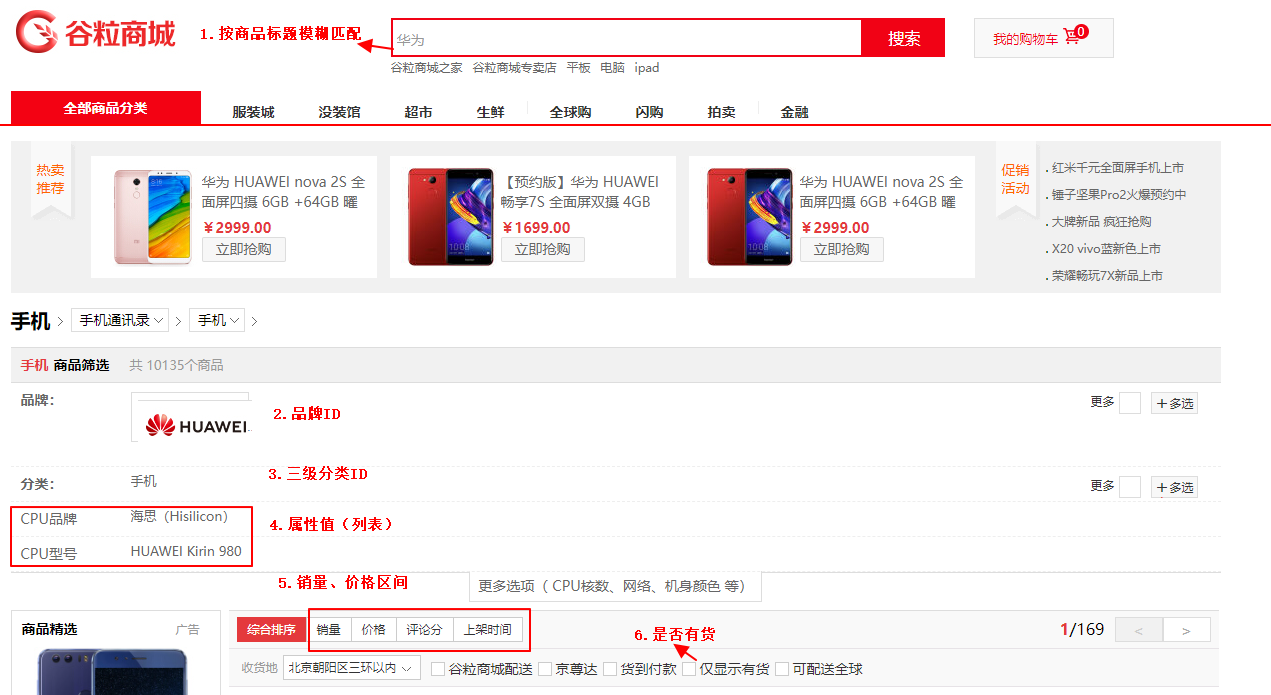 谷粒商城
1. 按商品标题模糊匹配
华为
搜索
我的购物车
0
谷粒商城之家 谷粒商城专卖店 平板 电脑 ipad
全部商品分类
服装城 没装馆 超市 生鲜 全球购 闪购 拍卖 金融
热卖
推荐
华为 HUAWEI nova 2S 全
面屏四摄 6GB +64GB 曜
￥2999.00
立即抢购
【预约版】华为 HUAWEI
畅享7S 全面屏双摄 4GB
￥1699.00
立即抢购
华为 HUAWEI nova 2S 全
面屏四摄 6GB +64GB 曜
￥2999.00
立即抢购
促销
活动
. 红米千元全面屏手机上市
. 锤子坚果Pro2火爆预约中
. 大牌新品 疯狂抢购
. X20 vivo蓝新色上市
. 荣耀畅玩7X新品上市
手机 > 手机通讯录 > 手机 >
手机 商品筛选 共 10135个商品
品牌：
HUAWEI
2. 品牌ID
更多
+多选
3. 三级分类ID
分类：
手机
更多
+多选
CPU品牌 海思（Hisilicon）
4. 属性值（列表）
CPU型号 HUAWEI Kirin 980
5. 销量、价格区间
更多选项（ CPU核数、网络、机身颜色 等）
商品精选 广告
综合排序 销量 价格 评论分 上架时间
6. 是否有货
1/169 < >
收货地 北京朝阳区三环以内 谷粒商城配送 京尊达 货到付款 仅显示有货 可配送全球